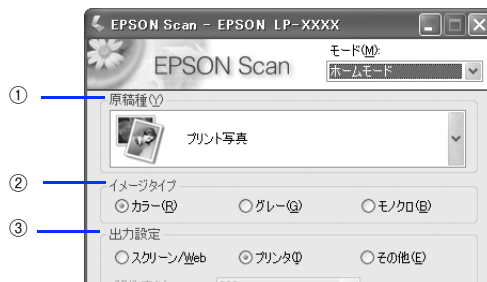 EPSON Scan - EPSON LP-XXXX
EPSON Scan
モード(M):
ホームモード
① 原稿種(Y)
プリント写真
② イメージタイプ
カラー(R) グレー(G) モノクロ(B)
③ 出力設定
スクリーン/Web プリンタ(I) その他(E)